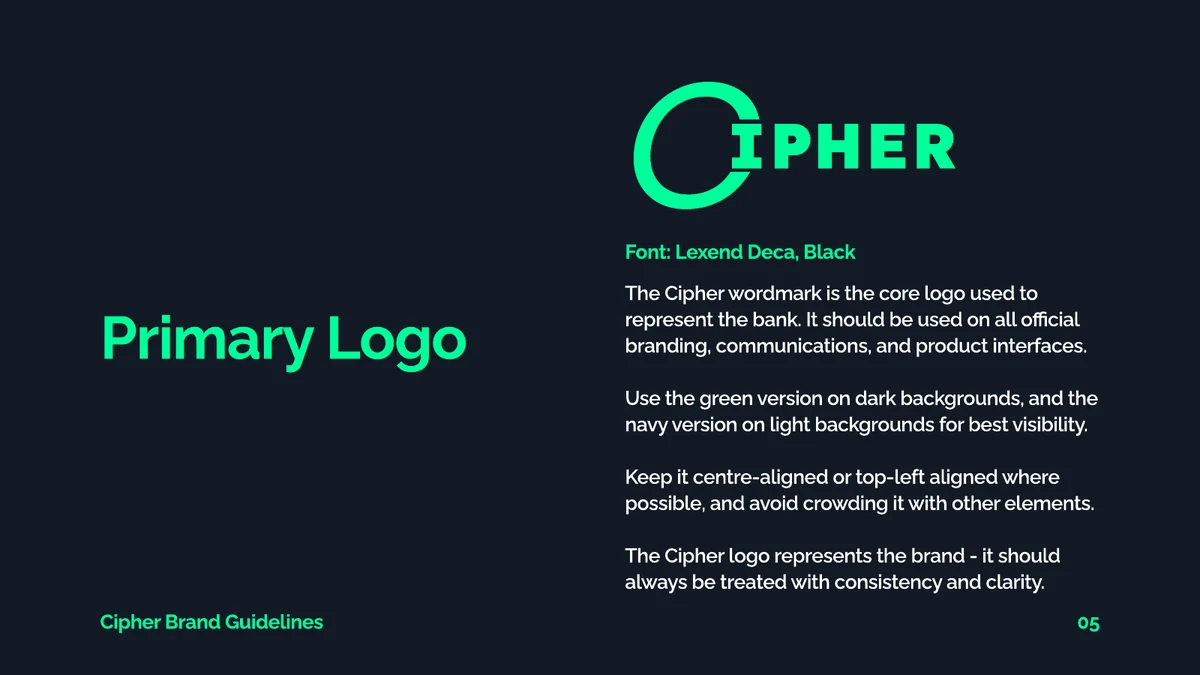 CIPHER
Primary Logo
Font: Lexend Deca, Black
The Cipher wordmark is the core logo used to
represent the bank. It should be used on all official
branding, communications, and product interfaces.
Use the green version on dark backgrounds, and the
navy version on light backgrounds for best visibility.
Keep it centre-aligned or top-left aligned where
possible, and avoid crowding it with other elements.
The Cipher logo represents the brand - it should
always be treated with consistency and clarity.
Cipher Brand Guidelines
05